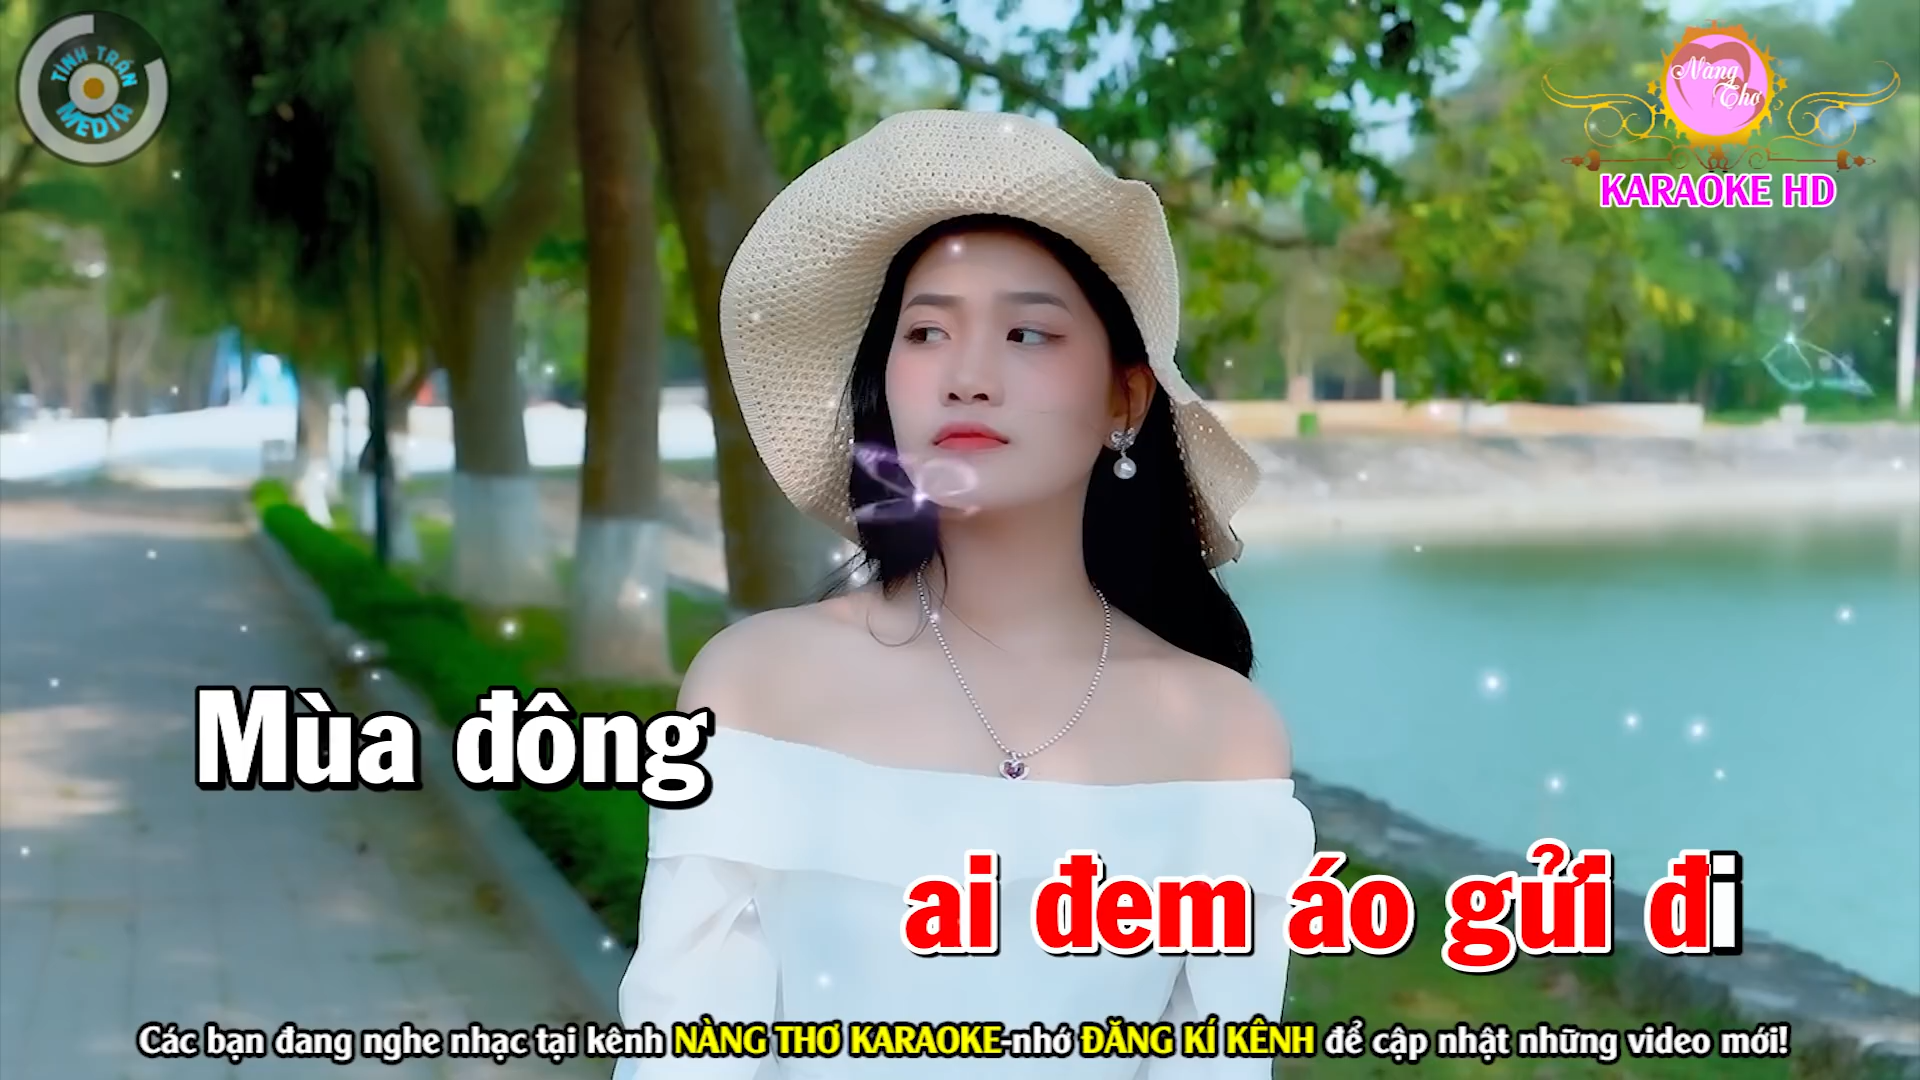 TÌNH TRẦN
MEDIA
Nàng
Thơ
KARAOKE HD
Mùa đông
ai đem áo gửi đi
Các bạn đang nghe nhạc tại kênh NÀNG THƠ KARAOKE-nhớ ĐĂNG KÍ KÊNH để cập nhật những video mới!